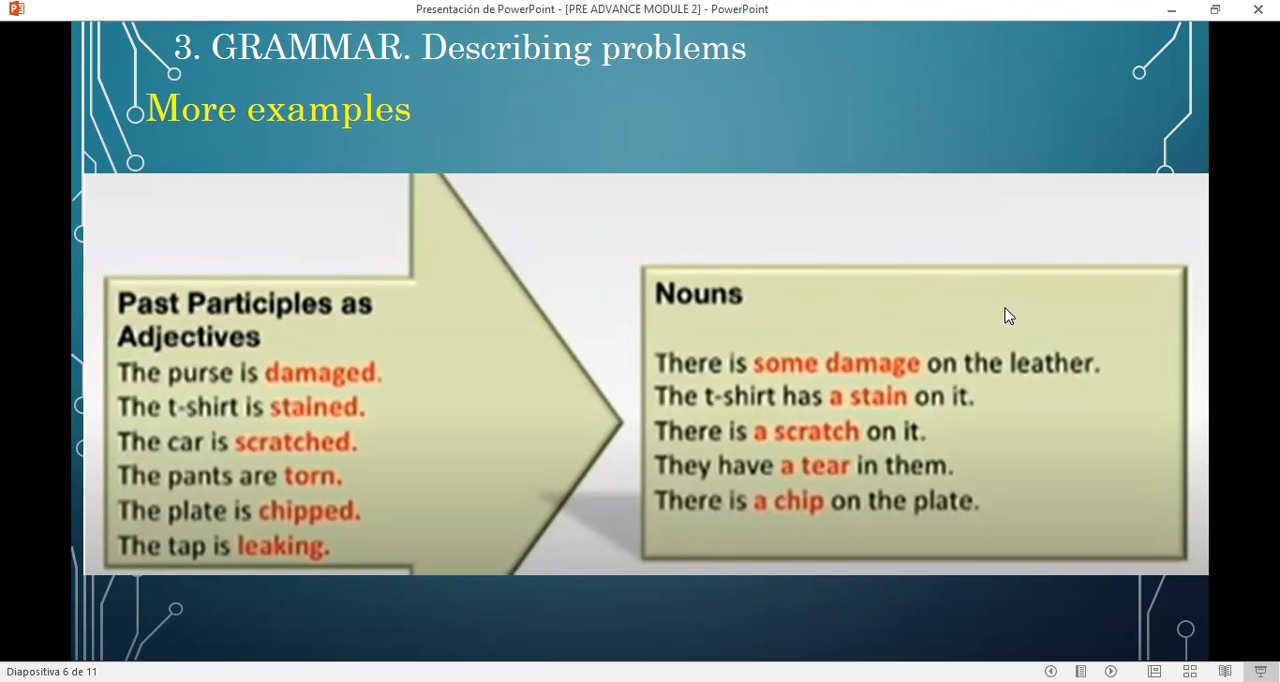 Presentación de PowerPoint - [PRE ADVANCE MODULE 2] - PowerPoint
3. GRAMMAR. Describing problems
More examples
Past Participles as
Adjectives
The purse is damaged.
The t-shirt is stained.
The car is scratched.
The pants are torn.
The plate is chipped.
The tap is leaking.
Nouns
There is some damage on the leather.
The t-shirt has a stain on it.
There is a scratch on it.
They have a tear in them.
There is a chip on the plate.
Diapositiva 6 de 11